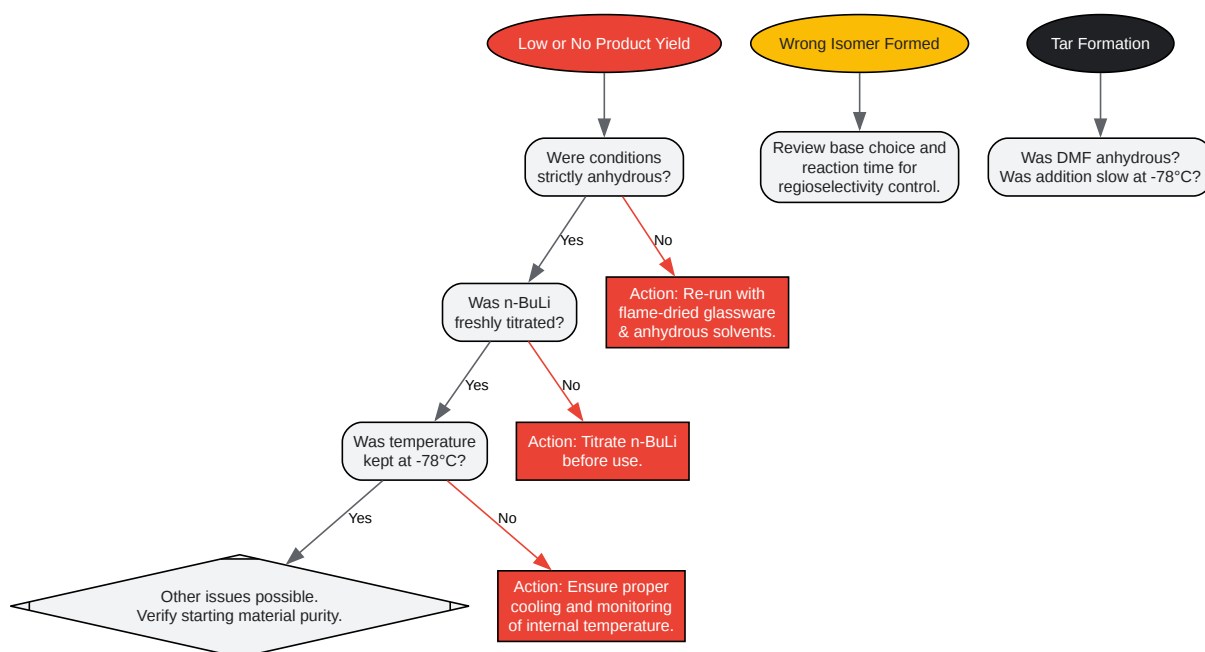 Low or No Product Yield
Wrong Isomer Formed
Tar Formation
Were conditions
strictly anhydrous?
Review base choice and
reaction time for
regioselectivity control.
Was DMF anhydrous?
Was addition slow at -78°C?
Yes
No
Was n-BuLi
freshly titrated?
Action: Re-run with
flame-dried glassware
& anhydrous solvents.
Yes
No
Was temperature
kept at -78°C?
Action: Titrate n-BuLi
before use.
Yes
No
Other issues possible.
Verify starting material purity.
Action: Ensure proper
cooling and monitoring
of internal temperature.